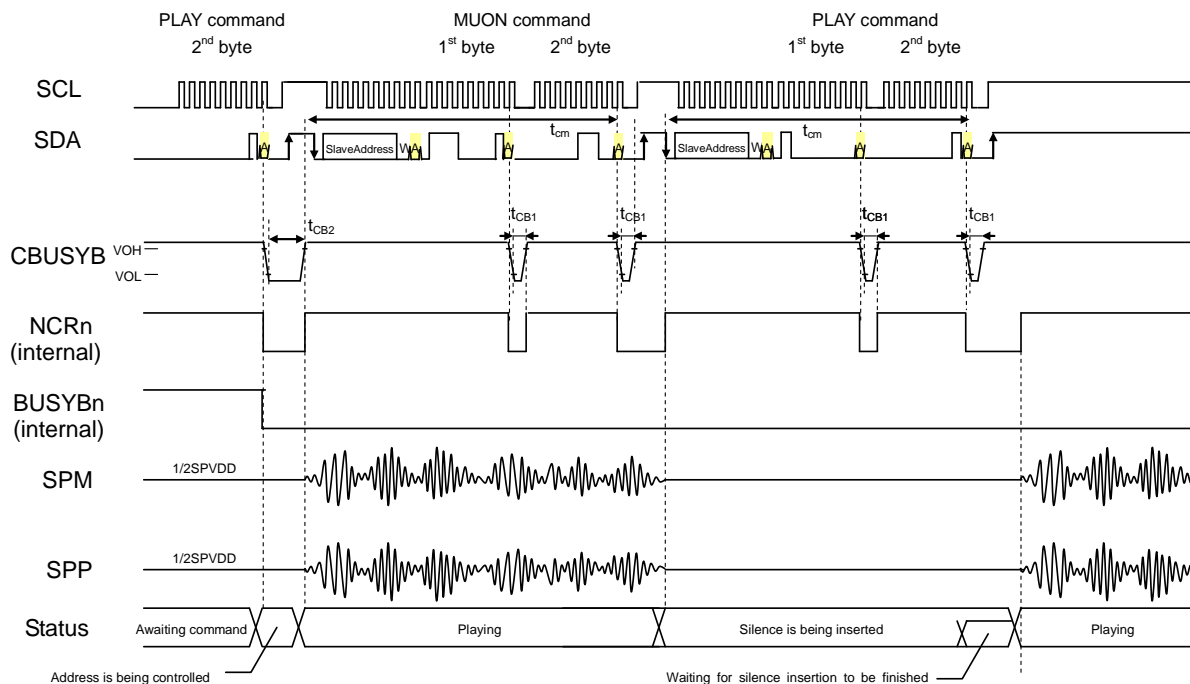 PLAY command
2nd byte
MUON command
1st byte 2nd byte
PLAY command
1st byte 2nd byte
SCL
tcm tcm
SDA
A SlaveAddress W A A A SlaveAddress W A A A
tCB2 tCB1 tCB1 tCB1 tCB1
CBUSYB
VOH
VOL
NCRn
(internal)
BUSYBn
(internal)
SPM
1/2SPVDD
SPP
1/2SPVDD
Status
Awaiting command Playing Silence is being inserted Playing
Address is being controlled Waiting for silence insertion to be finished